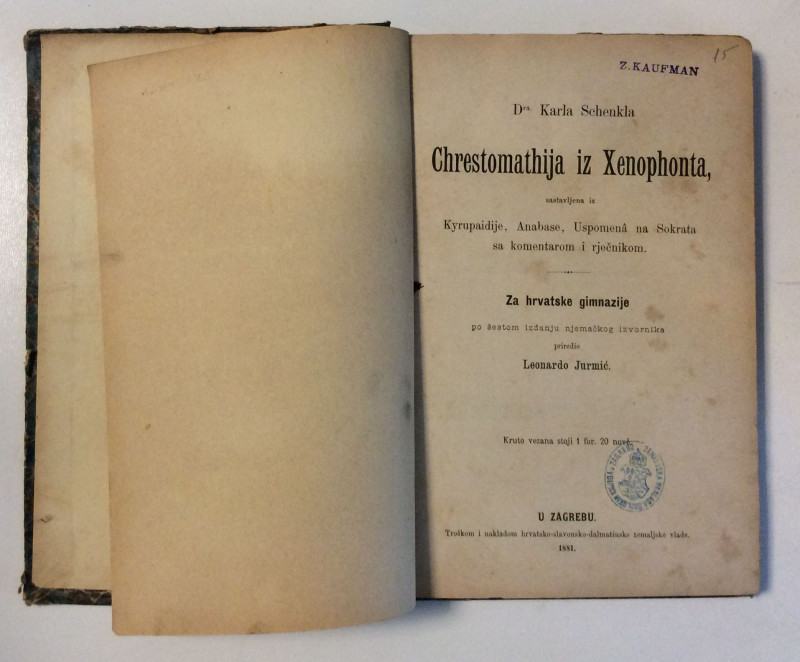 15
Z. KAUFMAN
Dra. Karla Schenkla
Chrestomathija iz Xenophonta,
sastavljena iz
Kyrupaidije, Anabase, Uspomenâ na Sokrata
sa komentarom i rječnikom.
Za hrvatske gimnazije
po šestom izdanju njemačkog izvornika
priredio
Leonardo Jurmić.
Kruto vezana stoji 1 for. 20 novč.
U ZAGREBU.
Troškom i nakladom hrvatsko-slavonsko-dalmatinske zemaljske vlade.
1881.